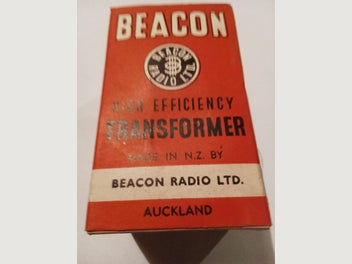 BEACON
BEACON
RADIO LTD.
HIGH EFFICIENCY
TRANSFORMER
MADE IN N.Z. BY
BEACON RADIO LTD.
AUCKLAND